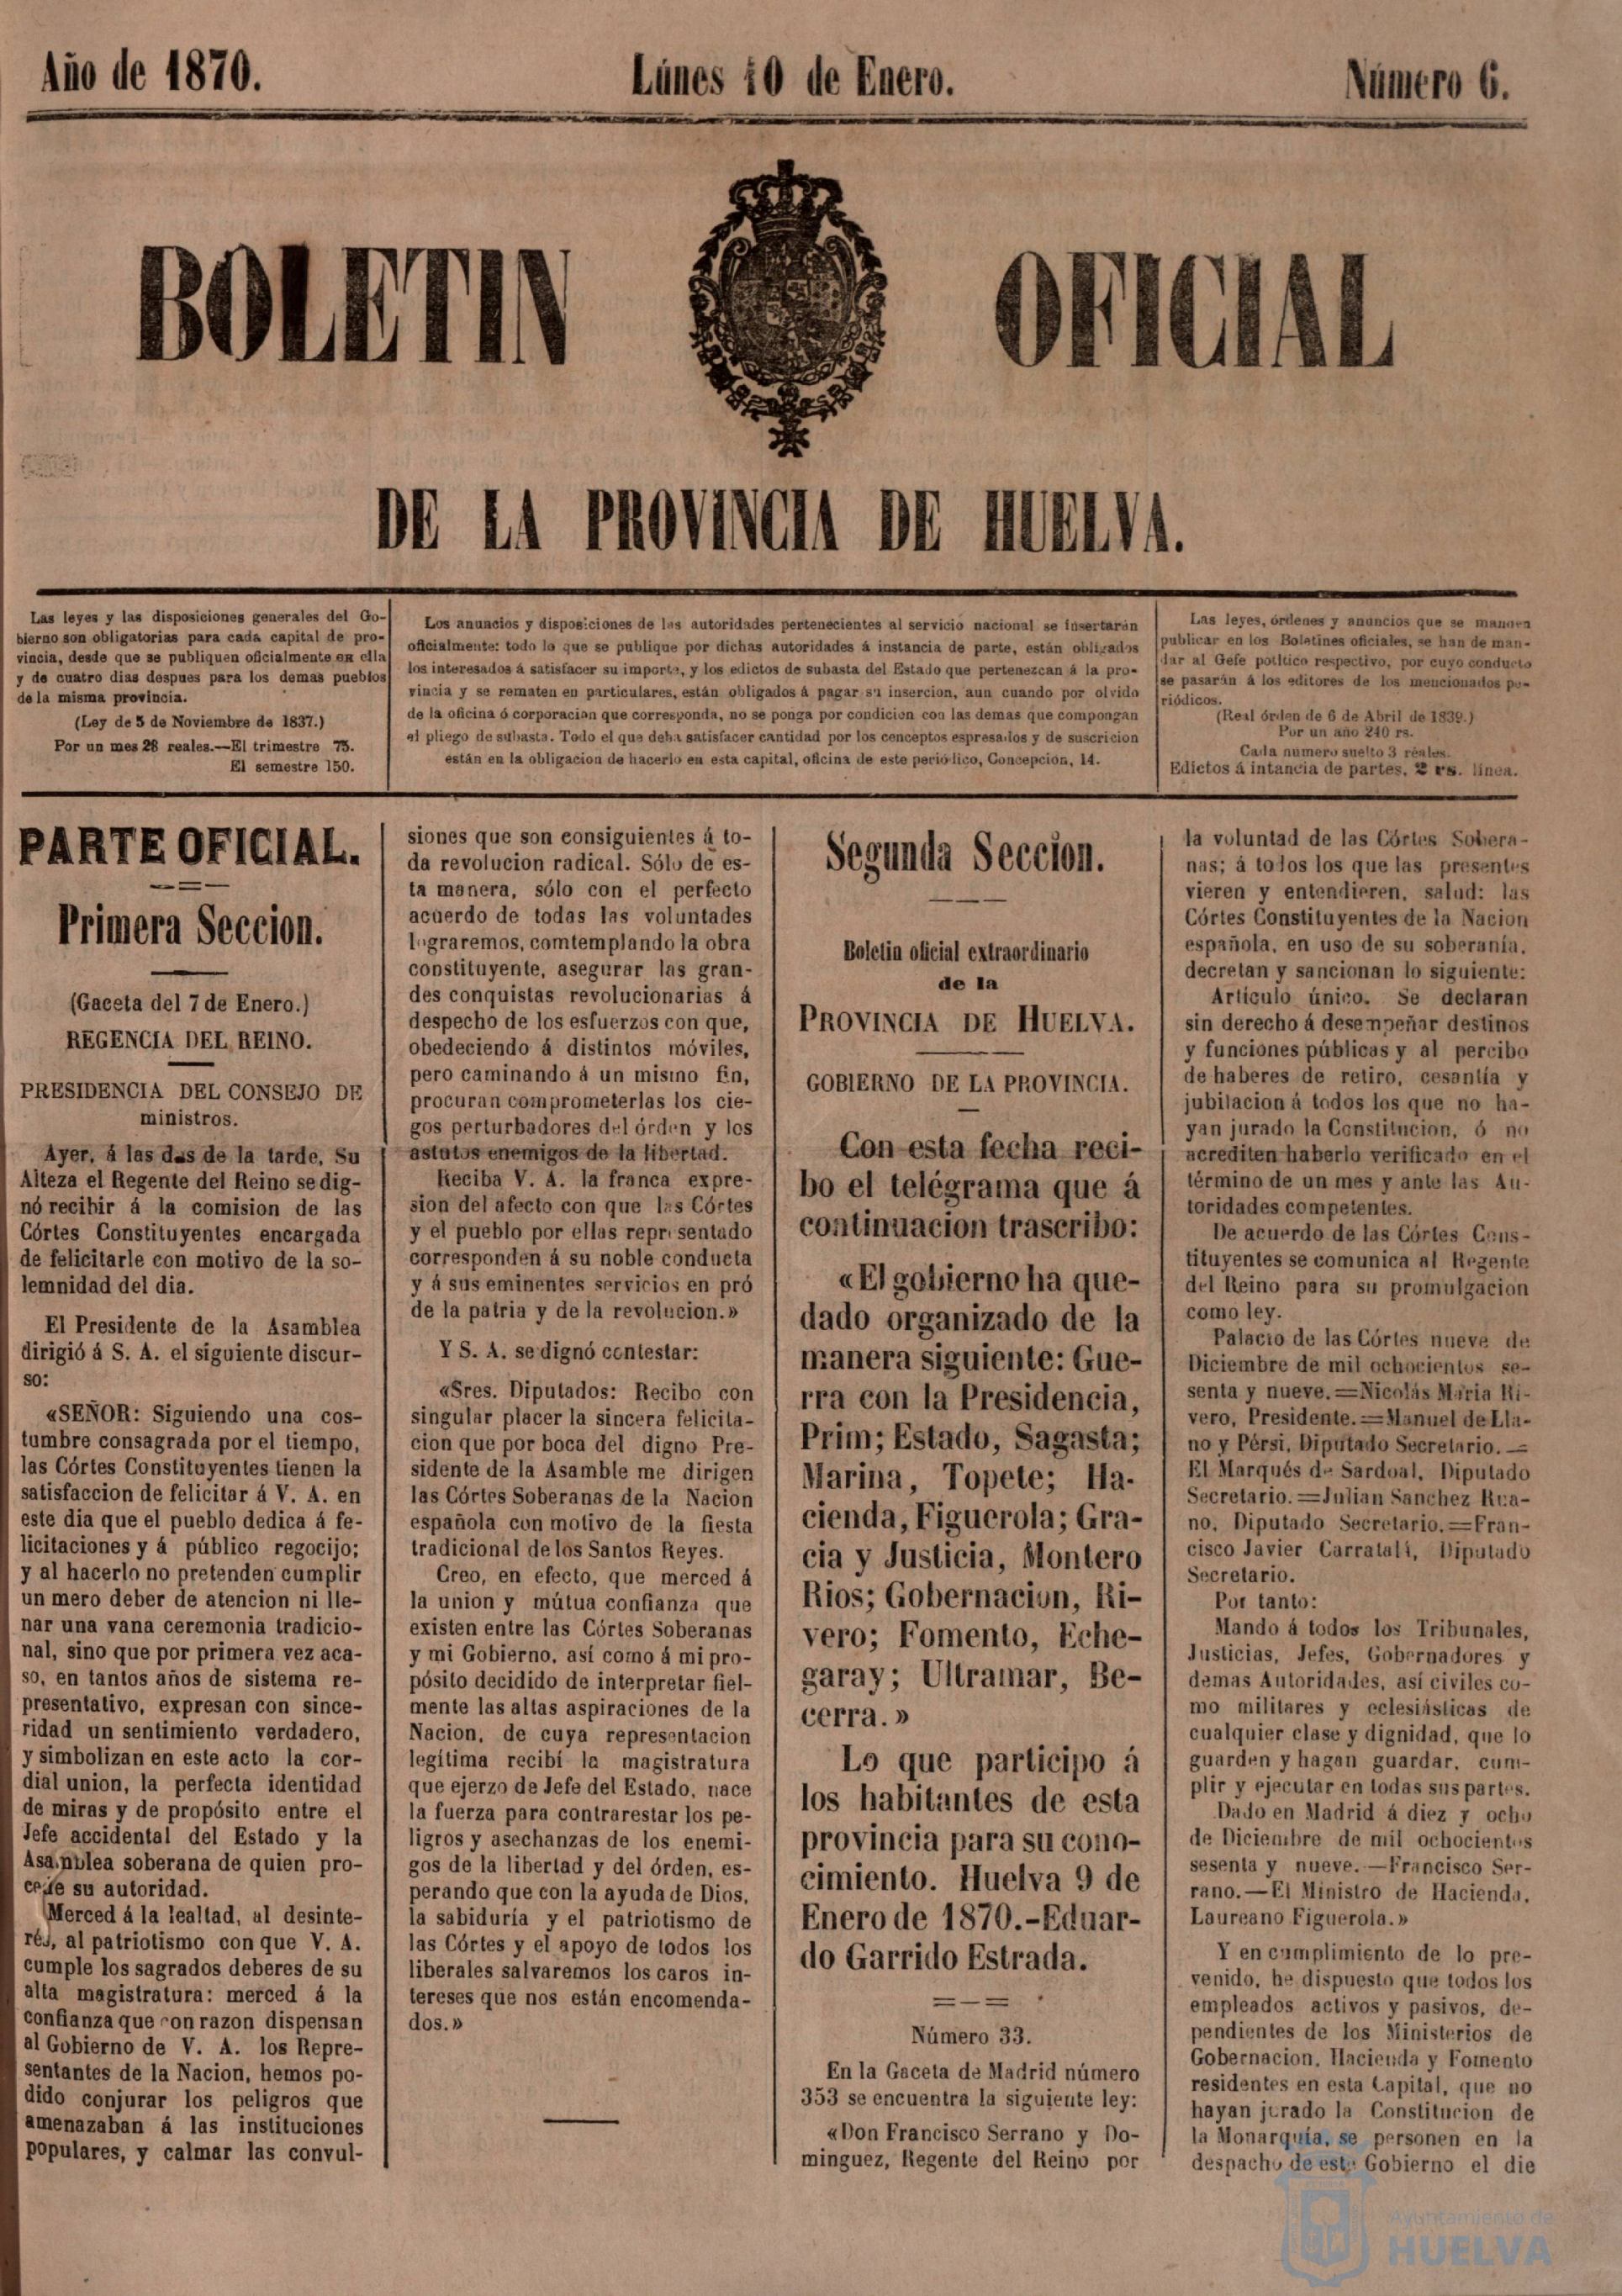 Año de 1870.
Lúnes 10 de Enero.
Número 6.
BOLETIN OFICIAL
DE LA PROVINCIA DE HUELVA.
Las leyes y las disposiciones generales del Go-
bierno son obligatorias para cada capital de pro-
vincia, desde que se publiquen oficialmente en ella
y de cuatro dias despues para los demas pueblos
de la misma provincia.
(Ley de 3 de Noviembre de 1837.)
Por un mes 28 reales.—El trimestre 75.
El semestre 150.
Los anuncios y disposiciones de las autoridades pertenecientes al servicio nacional se insertarán
oficialmente: todo lo que se publique por dichas autoridades á instancia de parte, están obligados
los interesados á satisfacer su importe, y los edictos de subasta del Estado que pertenezcan á la pro-
vincia y se rematen en particulares, están obligados á pagar su insercion, aun cuando por olvido
de la oficina ó corporacion que corresponda, no se ponga por condicion con las demas que compongan
el pliego de subasta. Todo el que deba satisfacer cantidad por los cenceptos espresados y de suscricion
están en la obligacion de hacerlo en esta capital, oficina de este periódico, Concepcion, 14.
Las leyes, órdenes y anuncios que se manden
publicar en los Boletines oficiales, se han de man-
dar al Gefe político respectivo, por cuyo conducto
se pasarán á los editores de los mencionados pe-
riódicos.
(Real órden de 6 de Abril de 1839.)
Por un año 240 rs.
Cada numero suelto 3 reales.
Edictos á intancia de partes, 2 rs. linea.
PARTE OFICIAL.
Primera Seccion.
(Gaceta del 7 de Enero.)
REGENCIA DEL REINO.
PRESIDENCIA DEL CONSEJO DE
ministros.
Ayer, á las dos de la tarde, Su
Alteza el Regente del Reino se dig-
nó recibir á la comision de las
Córtes Constituyentes encargada
de felicitarle con motivo de la so-
lemnidad del dia.
El Presidente de la Asamblea
dirigió á S. A. el siguiente discur-
so:
«SEÑOR: Siguiendo una cos-
tumbre consagrada por el tiempo,
las Córtes Constituyentes tienen la
satisfaccion de felicitar á V. A. en
este dia que el pueblo dedica á fe-
licitaciones y á público regocijo;
y al hacerlo no pretenden cumplir
un mero deber de atencion ni lle-
nar una vana ceremonia tradicio-
nal, sino que por primera vez aca-
so, en tantos años de sistema re-
presentativo, expresan con since-
ridad un sentimiento verdadero,
y simbolizan en este acto la cor-
dial union, la perfecta identidad
de miras y de propósito entre el
Jefe accidental del Estado y la
Asamblea soberana de quien pro-
cede su autoridad.
Merced á la lealtad, al desinte-
rés, al patriotismo con que V. A.
cumple los sagrados deberes de su
alta magistratura: merced á la
confianza que con razon dispensan
al Gobierno de V. A. los Repre-
sentantes de la Nacion, hemos po-
dido conjurar los peligros que
amenazaban á las instituciones
populares, y calmar las convul-
siones que son consiguientes á to-
da revolucion radical. Sólo de es-
ta manera, sólo con el perfecto
acuerdo de todas las voluntades
lograremos, comtemplando la obra
constituyente, asegurar las gran-
des conquistas revolucionarias á
despecho de los esfuerzos con que,
obedeciendo á distintos móviles,
pero caminando á un mismo fin,
procuran comprometerlas los cie-
gos perturbadores del órden y los
astutos enemigos de la libertad.
Reciba V. A. la franca expre-
sion del afecto con que las Córtes
y el pueblo por ellas representado
corresponden á su noble conducta
y á sus eminentes servicios en pró
de la patria y de la revolucion.»
Y S. A. se dignó contestar:
«Sres. Diputados: Recibo con
singular placer la sincera felicita-
cion que por boca del digno Pre-
sidente de la Asamble me dirigen
las Córtes Soberanas de la Nacion
española con motivo de la fiesta
tradicional de los Santos Reyes.
Creo, en efecto, que merced á
la union y mútua confianza que
existen entre las Córtes Soberanas
y mi Gobierno, así como á mi pro-
pósito decidido de interpretar fiel-
mente las altas aspiraciones de la
Nacion, de cuya representacion
legítima recibí la magistratura
que ejerzo de Jefe del Estado, nace
la fuerza para contrarestar los pe-
ligros y asechanzas de los enemi-
gos de la libertad y del órden, es-
perando que con la ayuda de Dios,
la sabiduría y el patriotismo de
las Córtes y el apoyo de todos los
liberales salvaremos los caros in-
tereses que nos están encomenda-
dos.»
Segunda Seccion.
Boletin oficial extraordinario
de la
PROVINCIA DE HUELVA.
GOBIERNO DE LA PROVINCIA.
Con esta fecha reci-
bo el telégrama que á
continuacion trascribo:
«El gobierno ha que-
dado organizado de la
manera siguiente: Gue-
rra con la Presidencia,
Prim; Estado, Sagasta;
Marina, Topete; Ha-
cienda, Figuerola; Gra-
cia y Justicia, Montero
Rios; Gobernacion, Ri-
vero; Fomento, Eche-
garay; Ultramar, Be-
cerra.»
Lo que participo á
los habitantes de esta
provincia para su cono-
cimiento. Huelva 9 de
Enero de 1870.-Eduar-
do Garrido Estrada.
Número 33.
En la Gaceta de Madrid número
353 se encuentra la siguiente ley:
«Don Francisco Serrano y Do-
minguez, Regente del Reino por
la voluntad de las Córtes Sobera-
nas; á todos los que las presentes
vieren y entendieren, salud: las
Córtes Constituyentes de la Nacion
española, en uso de su soberanía,
decretan y sancionan lo siguiente:
Artículo único. Se declaran
sin derecho á desempeñar destinos
y funciones públicas y al percibo
de haberes de retiro, cesantía y
jubilacion á todos los que no ha-
yan jurado la Constitucion, ó no
acrediten haberlo verificado en el
término de un mes y ante las Au-
toridades competentes.
De acuerdo de las Córtes Cons-
tituyentes se comunica al Regente
del Reino para su promulgacion
como ley.
Palacio de las Córtes nueve de
Diciembre de mil ochocientos se-
senta y nueve.=Nicolás Maria Ri-
vero, Presidente.=Manuel de Lla-
no y Pérsi, Diputado Secretario.=
El Marqués de Sardoal, Diputado
Secretario.=Julian Sanchez Rua-
no, Diputado Secretario.=Fran-
cisco Javier Carratalá, Diputado
Secretario.
Por tanto:
Mando á todos los Tribunales,
Justicias, Jefes, Gobernadores y
demas Autoridades, así civiles co-
mo militares y eclesiásticas de
cualquier clase y dignidad, que lo
guarden y hagan guardar, cum-
plir y ejecutar en todas sus partes.
Dado en Madrid á diez y ocho
de Diciembre de mil ochocientos
sesenta y nueve.—Francisco Ser-
rano.—El Ministro de Hacienda,
Laureano Figuerola.»
Y en cumplimiento de lo pre-
venido, he dispuesto que todos los
empleados activos y pasivos, de-
pendientes de los Ministerios de
Gobernacion, Hacienda y Fomento
residentes en esta Capital, que no
hayan jurado la Constitucion de
la Monarquía, se personen en la
despacho de este Gobierno el die
Ayuntamiento de
HUELVA